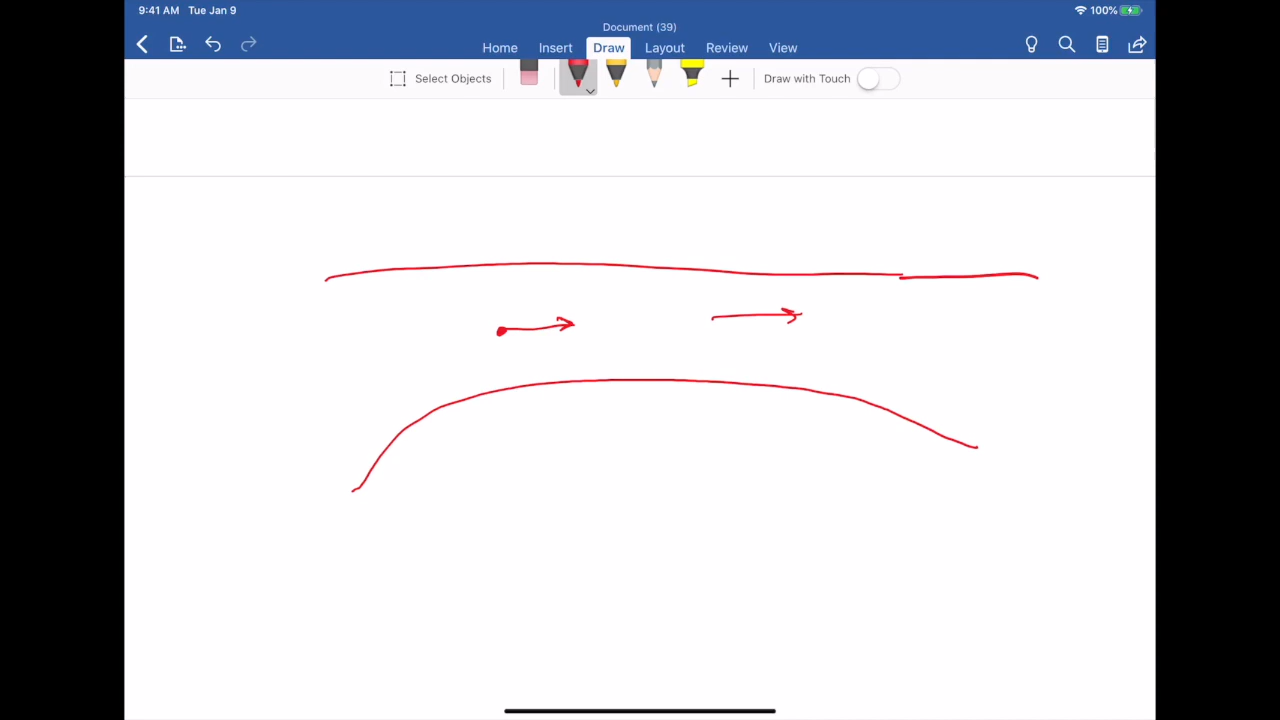 9:41 AM Tue Jan 9
100%
Document (39)
Home Insert Draw Layout Review View
Select Objects
Draw with Touch